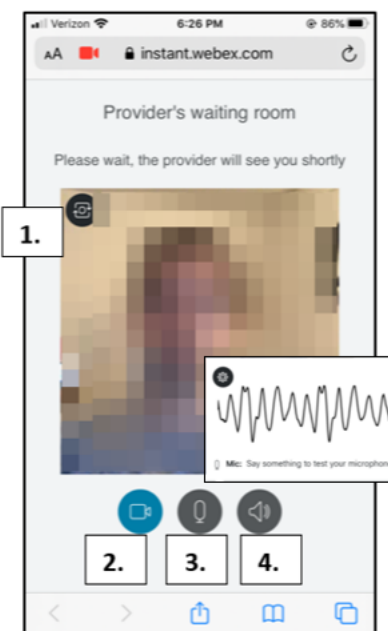 Verizon 6:26 PM 86%
AA instant.webex.com
Provider's waiting room
Please wait, the provider will see you shortly
1.
Mic: Say something to test your microphon
2. 3. 4.